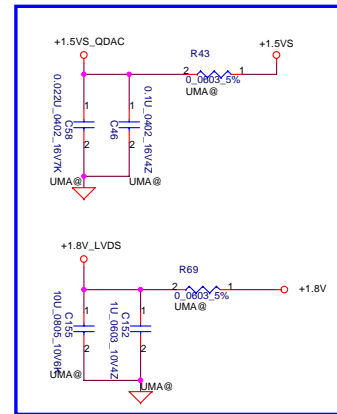 +1.5VS_QDAC
+1.5VS
R43
2
1
0_0603_5%
UMA@
0.022U_0402_16V7K
1
C58
2
0.1U_0402_16V4Z
1
C46
2
UMA@
UMA@
+1.8V_LVDS
R69
2
1
0_0603_5%
UMA@
+1.8V
10U_0805_10V6K
1
C155
2
1U_0603_10V4Z
1
C152
2
UMA@
UMA@